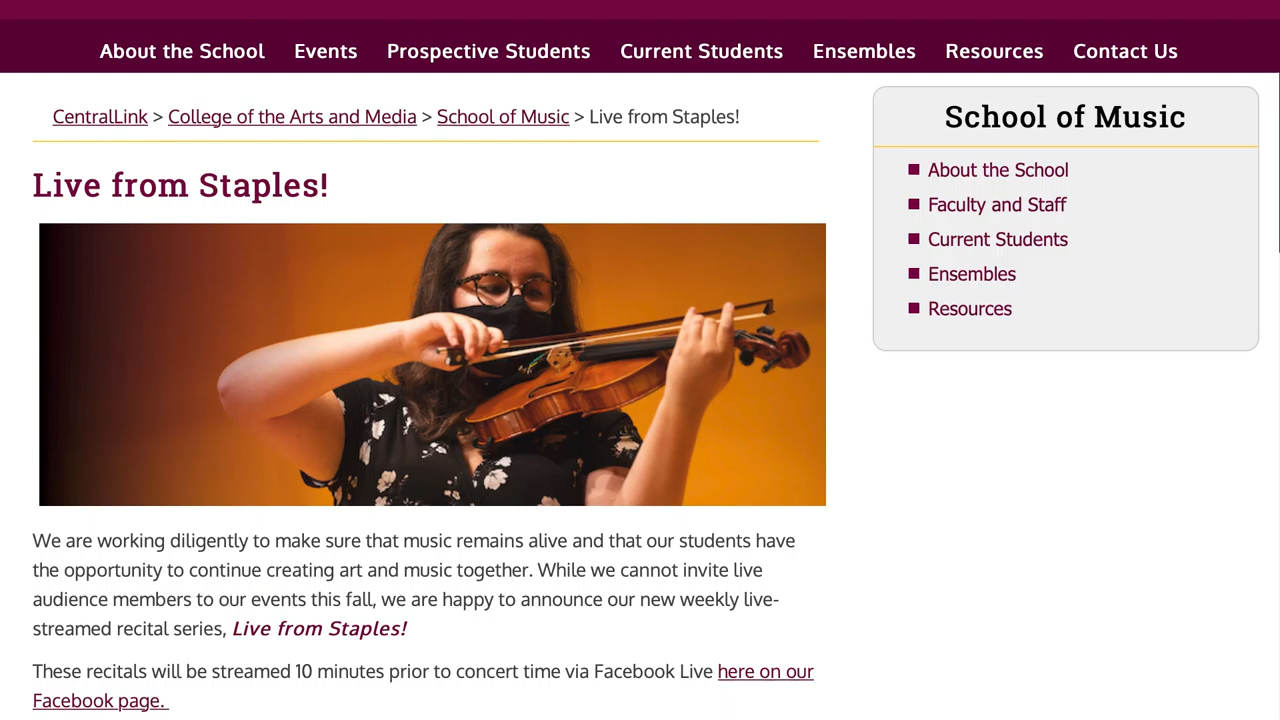 About the School Events Prospective Students Current Students Ensembles Resources Contact Us
CentralLink > College of the Arts and Media > School of Music > Live from Staples!
Live from Staples!
We are working diligently to make sure that music remains alive and that our students have
the opportunity to continue creating art and music together. While we cannot invite live
audience members to our events this fall, we are happy to announce our new weekly live-
streamed recital series, Live from Staples!
These recitals will be streamed 10 minutes prior to concert time via Facebook Live here on our
Facebook page.
School of Music
About the School
Faculty and Staff
Current Students
Ensembles
Resources